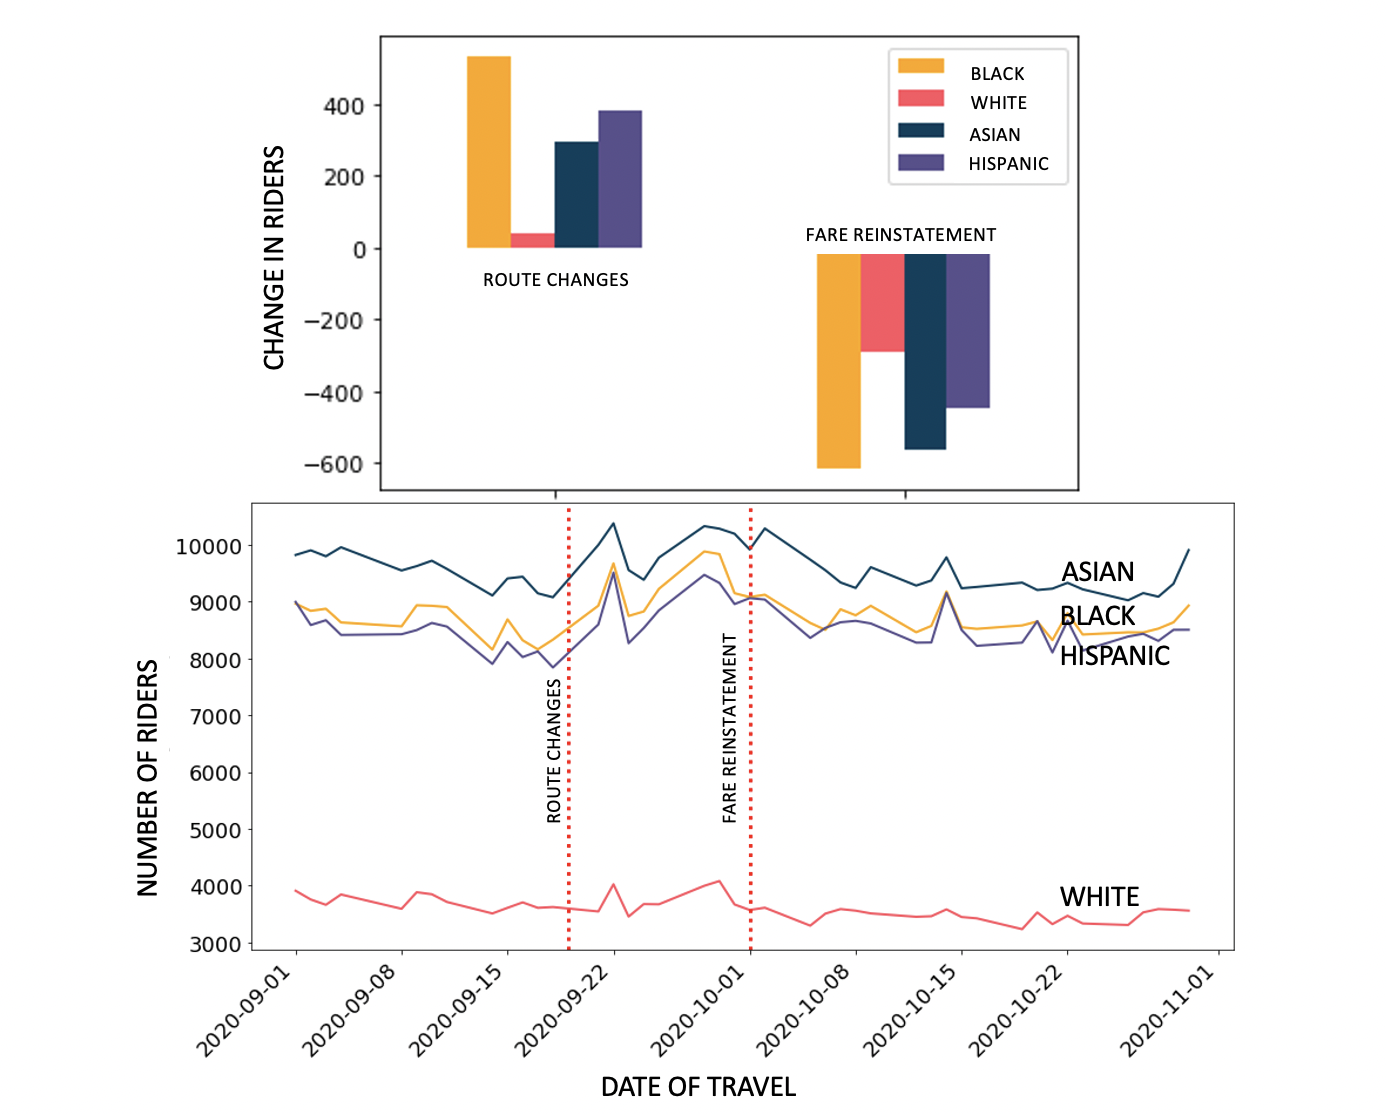 BLACK
WHITE
ASIAN
HISPANIC
CHANGE IN RIDERS
400
200
0
−200
−400
−600
ROUTE CHANGES
FARE REINSTATEMENT
NUMBER OF RIDERS
10000
9000
8000
7000
6000
5000
4000
3000
ASIAN
BLACK
HISPANIC
WHITE
ROUTE CHANGES
FARE REINSTATEMENT
2020-09-01
2020-09-08
2020-09-15
2020-09-22
2020-10-01
2020-10-08
2020-10-15
2020-10-22
2020-11-01
DATE OF TRAVEL